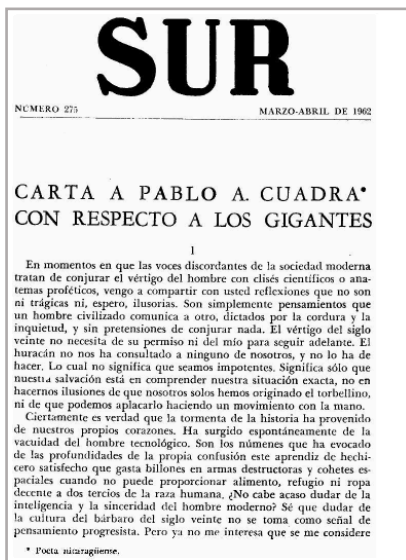 SUR
NÚMERO 275 MARZO-ABRIL DE 1962
CARTA A PABLO A. CUADRA*
CON RESPECTO A LOS GIGANTES
1
En momentos en que las voces discordantes de la sociedad moderna
tratan de conjurar el vértigo del hombre con clisés científicos o ana-
temas proféticos, vengo a compartir con usted reflexiones que no son
ni trágicas ni, espero, ilusorias. Son simplemente pensamientos que
un hombre civilizado comunica a otro, dictados por la cordura y la
inquietud, y sin pretensiones de conjurar nada. El vértigo del siglo
veinte no necesita de su permiso ni del mío para seguir adelante. El
huracán no nos ha consultado a ninguno de nosotros, y no lo ha de
hacer. Lo cual no significa que seamos impotentes. Significa sólo que
nuestra salvación está en comprender nuestra situación exacta, no en
hacernos ilusiones de que nosotros solos hemos originado el torbellino,
ni de que podemos aplacarlo haciendo un movimiento con la mano.
Ciertamente es verdad que la tormenta de la historia ha provenido
de nuestros propios corazones. Ha surgido espontáneamente de la
vacuidad del hombre tecnológico. Son los númenes que ha evocado
de las profundidades de la propia confusión este aprendiz de hechi-
cero satisfecho que gasta billones en armas destructoras y cohetes es-
paciales cuando no puede proporcionar alimento, refugio ni ropa
decente a dos tercios de la raza humana. ¿No cabe acaso dudar de la
inteligencia y la sinceridad del hombre moderno? Sé que dudar de
la cultura del bárbaro del siglo veinte no se toma como señal de
pensamiento progresista. Pero ya no me interesa que se me considere
* Poeta nicaragüense.